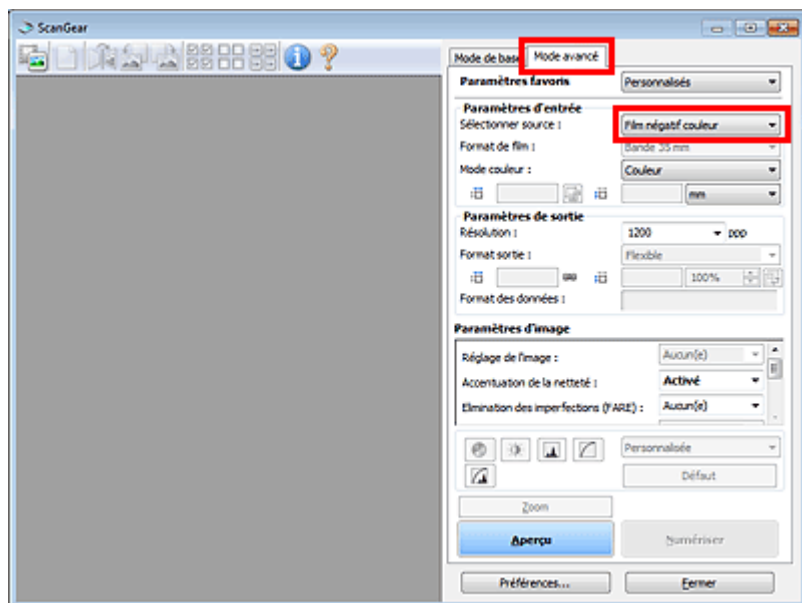 ScanGear
Mode de base Mode avancé
Paramètres favoris Personnalisés
Paramètres d'entrée
Sélectionner source : Film négatif couleur
Format de film : Bande 35 mm
Mode couleur : Couleur
mm
Paramètres de sortie
Résolution : 1200 ppp
Format sortie : Flexible
100%
Format des données :
Paramètres d'image
Réglage de l'image : Aucun(e)
Accentuation de la netteté : Activé
Elimination des imperfections (FARE) : Aucun(e)
Personnalisée
Défaut
Zoom
Aperçu Numériser
Préférences... Fermer